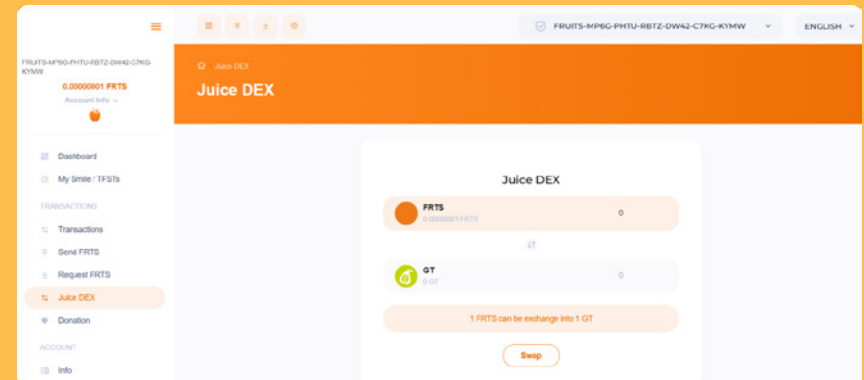 FRUITS-MP6G-PHTU-RBTZ-DW42-C7KG-KYMW
ENGLISH
FRUITS-MP6G-PHTU-RBTZ-DW42-C7KG-
KYMW
0.00000001 FRTS
Account Info
Juice DEX
Juice DEX
Dashboard
My Smile / TFSTs
TRANSACTIONS
Transactions
Send FRTS
Request FRTS
Juice DEX
Donation
ACCOUNT
Info
Juice DEX
FRTS
0.00000001 FRTS
0
GT
0 GT
0
1 FRTS can be exchange into 1 GT
Swap